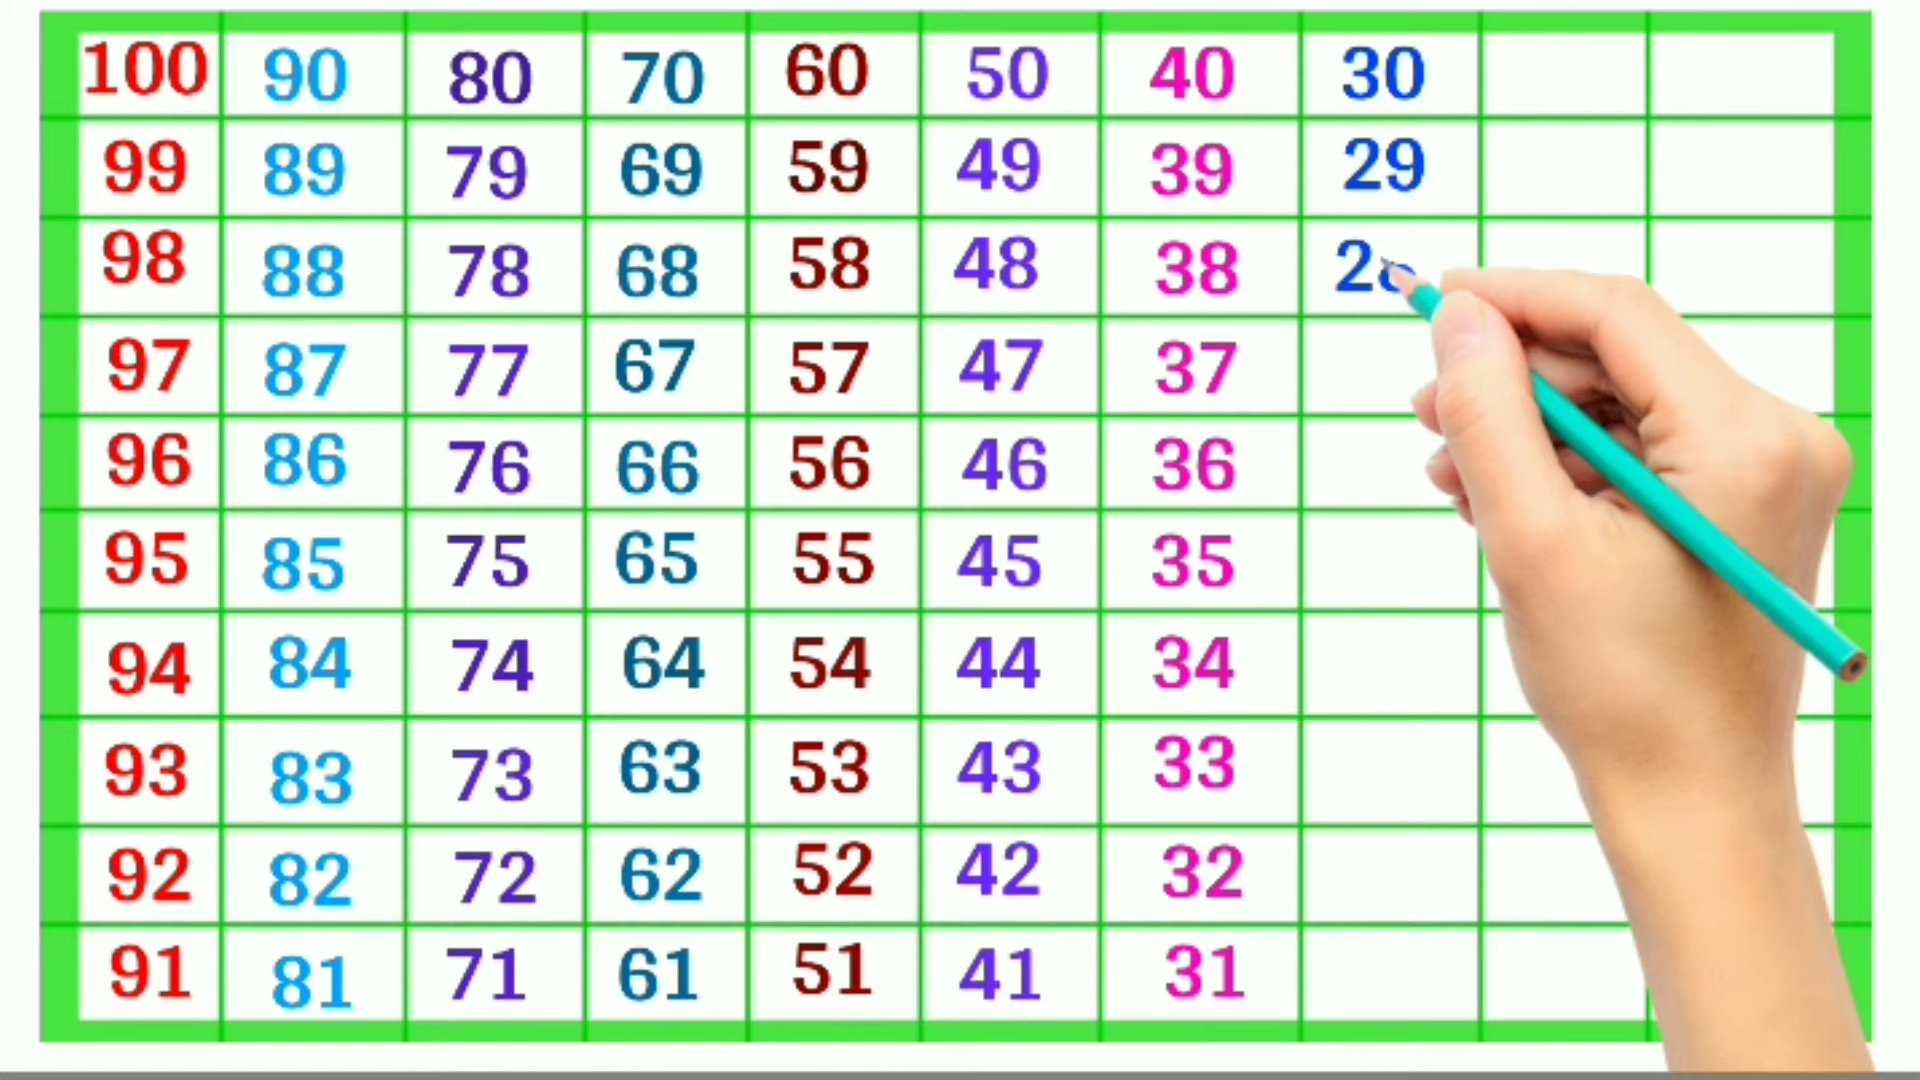 100 90 80 70 60 50 40 30
99 89 79 69 59 49 39 29
98 88 78 68 58 48 38
97 87 77 67 57 47 37
96 86 76 66 56 46 36
95 85 75 65 55 45 35
94 84 74 64 54 44 34
93 83 73 63 53 43 33
92 82 72 62 52 42 32
91 81 71 61 51 41 31